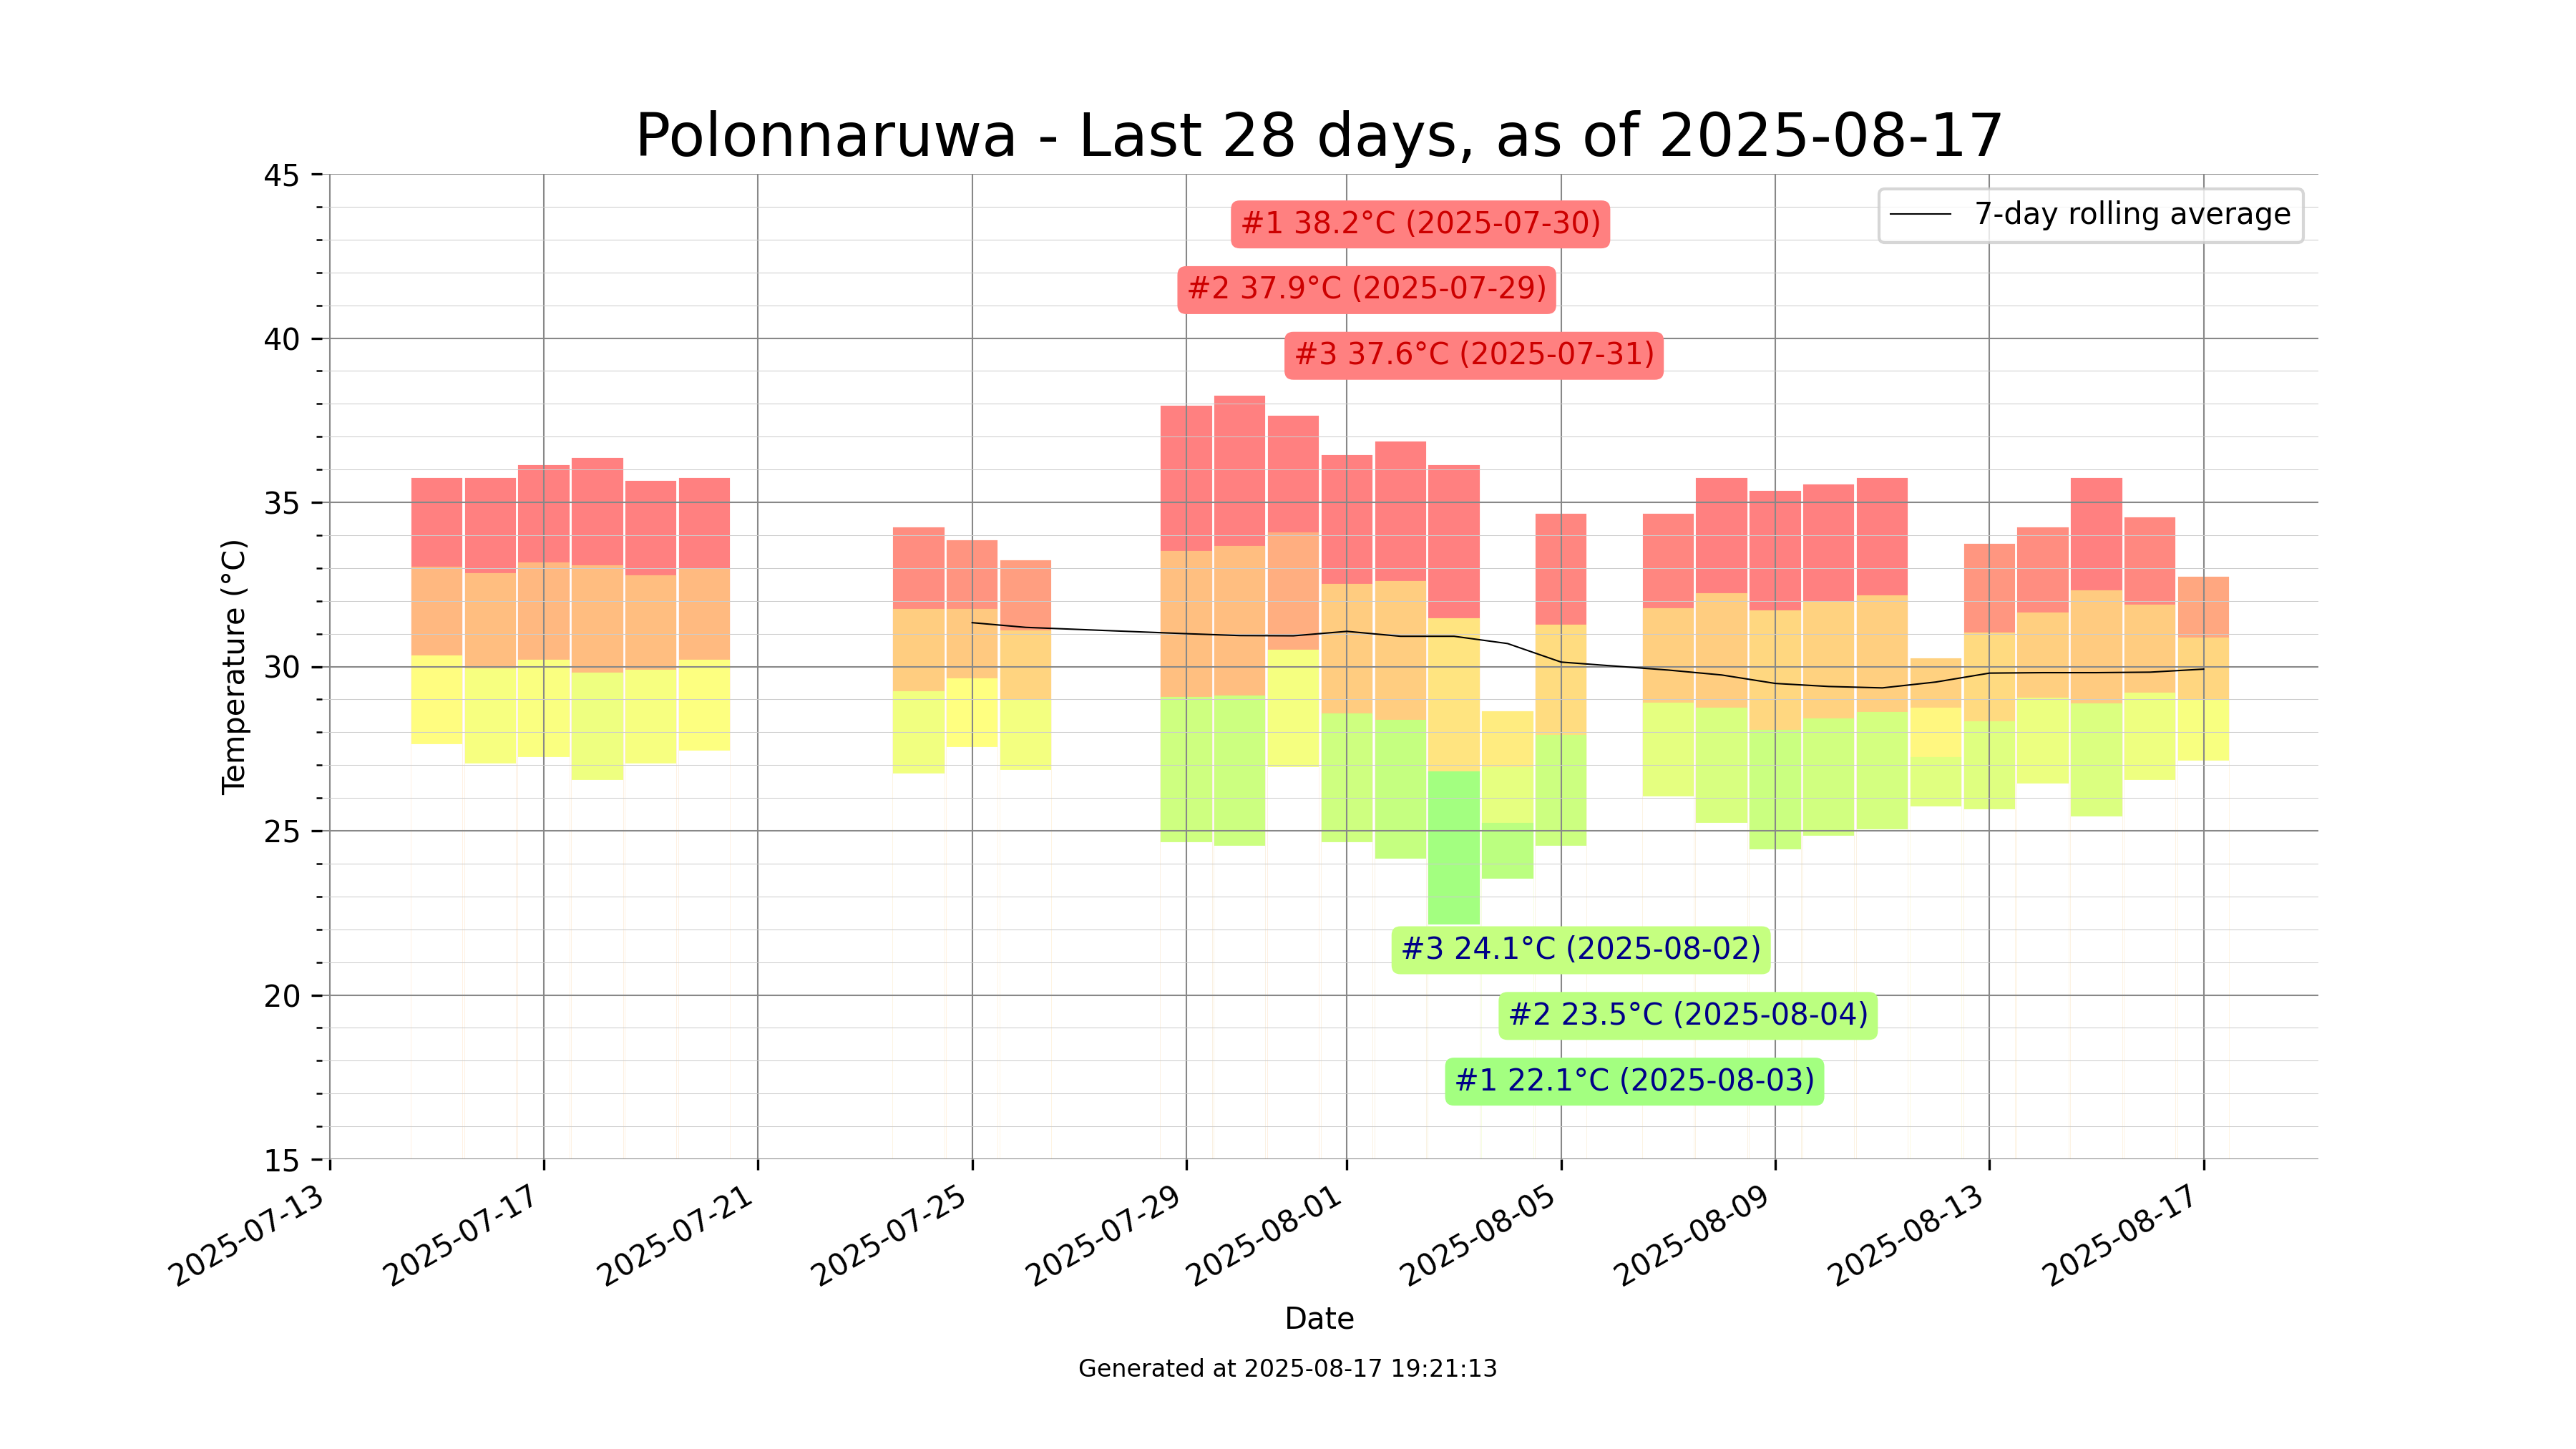 Polonnaruwa - Last 28 days, as of 2025-08-17
7-day rolling average
#1 38.2°C (2025-07-30)
#2 37.9°C (2025-07-29)
#3 37.6°C (2025-07-31)
#3 24.1°C (2025-08-02)
#2 23.5°C (2025-08-04)
#1 22.1°C (2025-08-03)
Temperature (°C)
45
40
35
30
25
20
15
2025-07-13
2025-07-17
2025-07-21
2025-07-25
2025-07-29
2025-08-01
2025-08-05
2025-08-09
2025-08-13
2025-08-17
Date
Generated at 2025-08-17 19:21:13